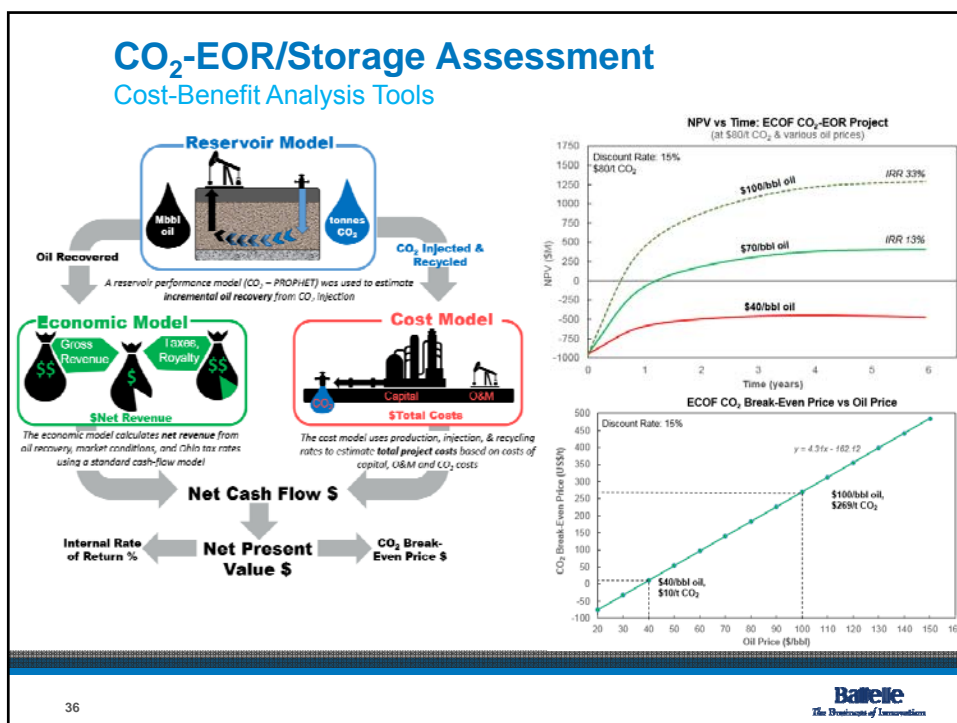 CO₂-EOR/Storage Assessment
Cost-Benefit Analysis Tools
Reservoir Model
Mbbl
oil
tonnes
CO₂
Oil Recovered
CO₂ Injected &
Recycled
A reservoir performance model (CO₂ – PROPHET) was used to estimate
incremental oil recovery from CO₂ injection
Economic Model
Gross
Revenue
Taxes,
Royalty
$$
$
$$
$Net Revenue
The economic model calculates net revenue from
oil recovery, market conditions, and Ohio tax rates
using a standard cash-flow model
Cost Model
CO₂
Capital
O&M
$Total Costs
The cost model uses production, injection, & recycling
rates to estimate total project costs based on costs of
capital, O&M and CO₂ costs
Net Cash Flow $
Internal Rate
of Return %
Net Present
Value $
CO₂ Break-
Even Price $
NPV vs Time: ECOF CO₂-EOR Project
(at $80/t CO₂ & various oil prices)
Discount Rate: 15%
$80/t CO₂
$100/bbl oil
IRR 33%
$70/bbl oil
IRR 13%
$40/bbl oil
NPV ($M)
1750
1500
1250
1000
750
500
250
0
-250
-500
-750
-1000
0 1 2 3 4 5 6
Time (years)
ECOF CO₂ Break-Even Price vs Oil Price
Discount Rate: 15%
y = 4.31x - 162.12
$100/bbl oil,
$269/t CO₂
$40/bbl oil,
$10/t CO₂
CO₂ Break-Even Price (US$/t)
500
450
400
350
300
250
200
150
100
50
0
-50
-100
20 30 40 50 60 70 80 90 100 110 120 130 140 150 16
Oil Price ($/bbl)
36
Battelle
The Business of Innovation